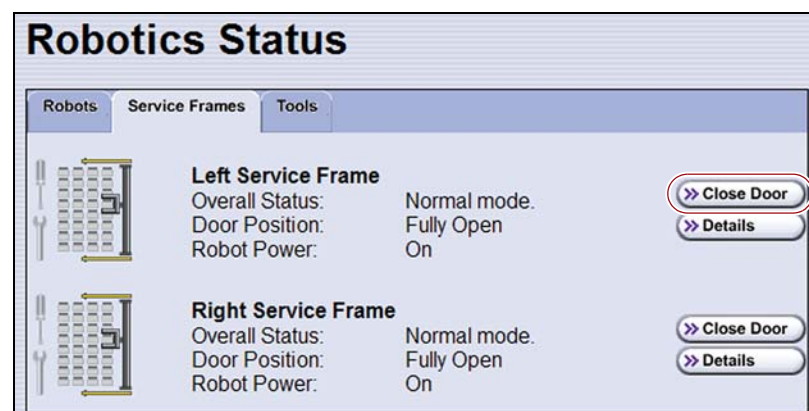 Robotics Status
Robots Service Frames Tools
Left Service Frame
Overall Status: Normal mode.
Door Position: Fully Open
Robot Power: On
Close Door
Details
Right Service Frame
Overall Status: Normal mode.
Door Position: Fully Open
Robot Power: On
Close Door
Details